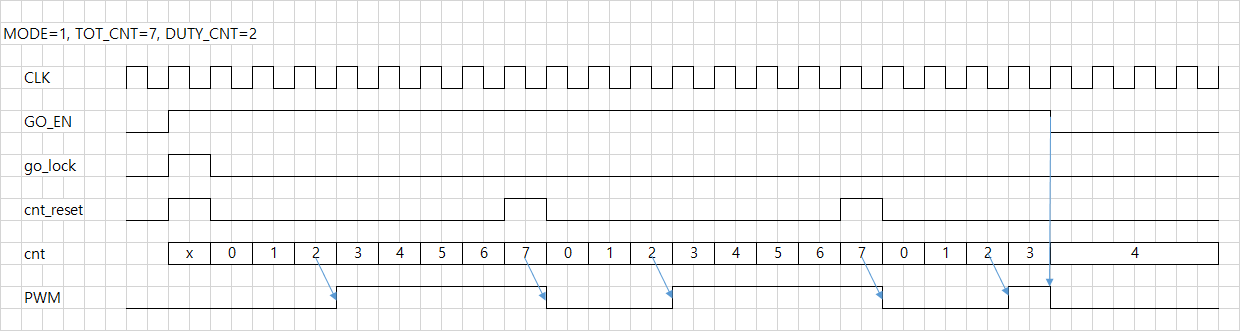 MODE=1, TOT_CNT=7, DUTY_CNT=2
CLK
GO_EN
go_lock
cnt_reset
cnt x 0 1 2 3 4 5 6 7 0 1 2 3 4 5 6 7 0 1 2 3 4
PWM